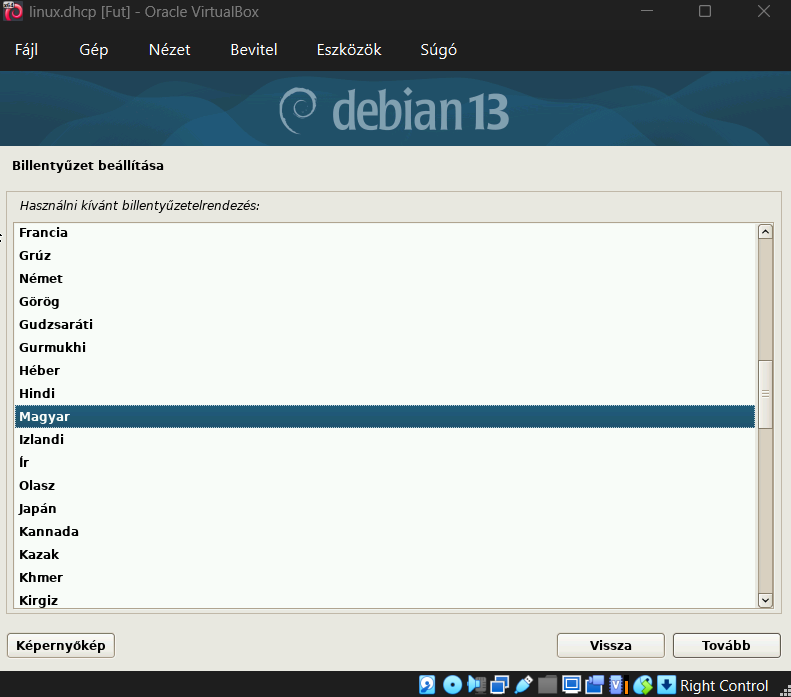 linux.dhcp [Fut] - Oracle VirtualBox
Fájl Gép Nézet Bevitel Eszközök Súgó
debian 13
Billentyűzet beállítása
Használni kívánt billentyűzetelrendezés:
Francia
Grúz
Német
Görög
Gudzsaráti
Gurmukhi
Héber
Hindi
Magyar
Izlandi
Ír
Olasz
Japán
Kannada
Kazak
Khmer
Kirgiz
Képernyőkép Vissza Tovább
Right Control